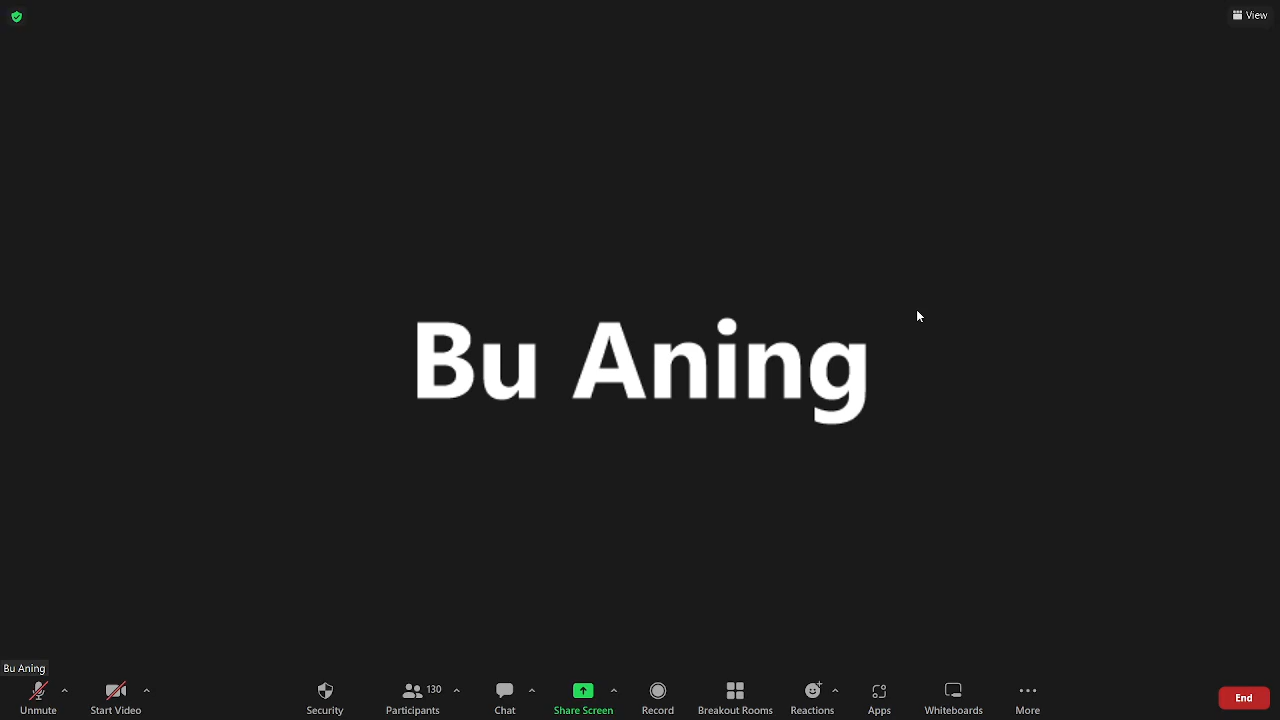 View
Bu Aning
Bu Aning
130
Unmute
Start Video
Security
Participants
Chat
Share Screen
Record
Breakout Rooms
Reactions
Apps
Whiteboards
More
End